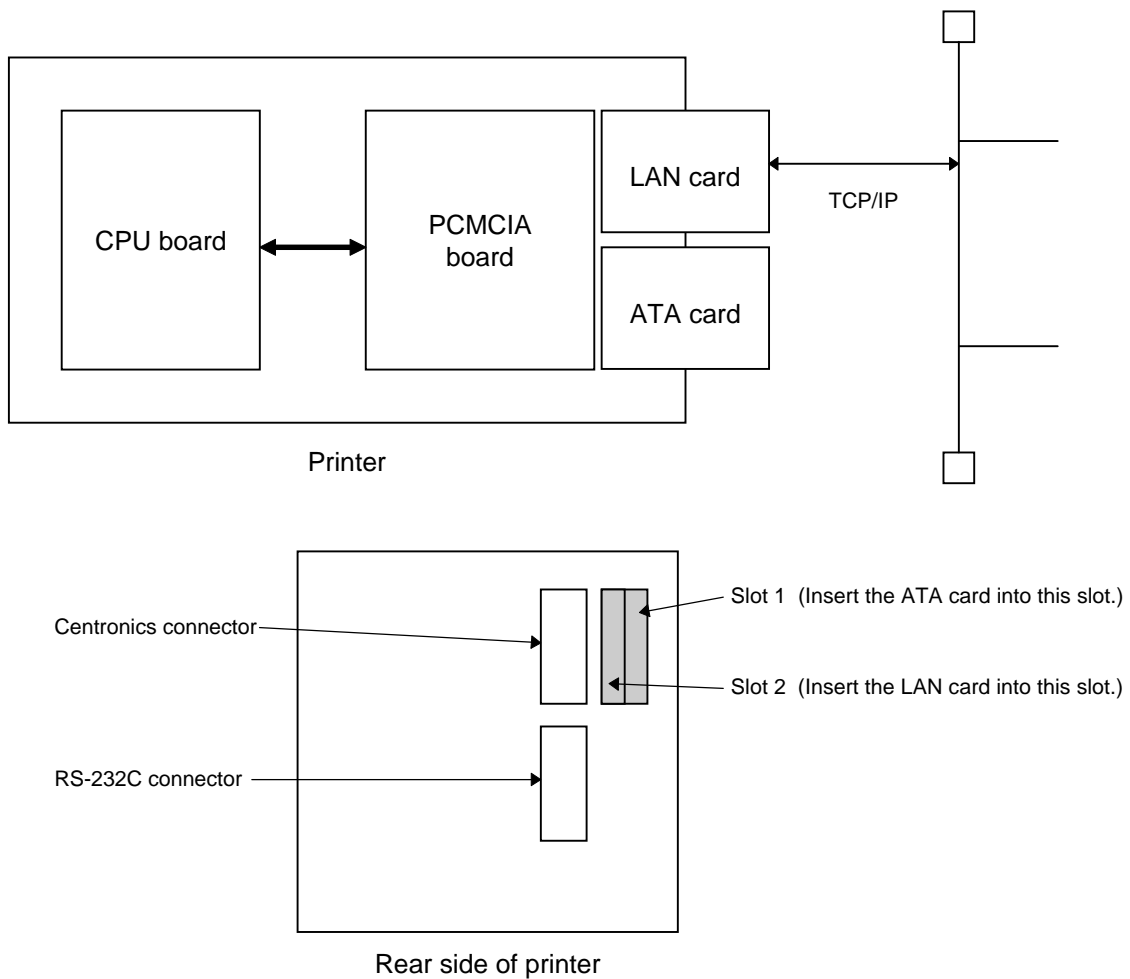 CPU board
PCMCIA
board
LAN card
ATA card
TCP/IP
Printer
Centronics connector
Slot 1 (Insert the ATA card into this slot.)
Slot 2 (Insert the LAN card into this slot.)
RS-232C connector
Rear side of printer